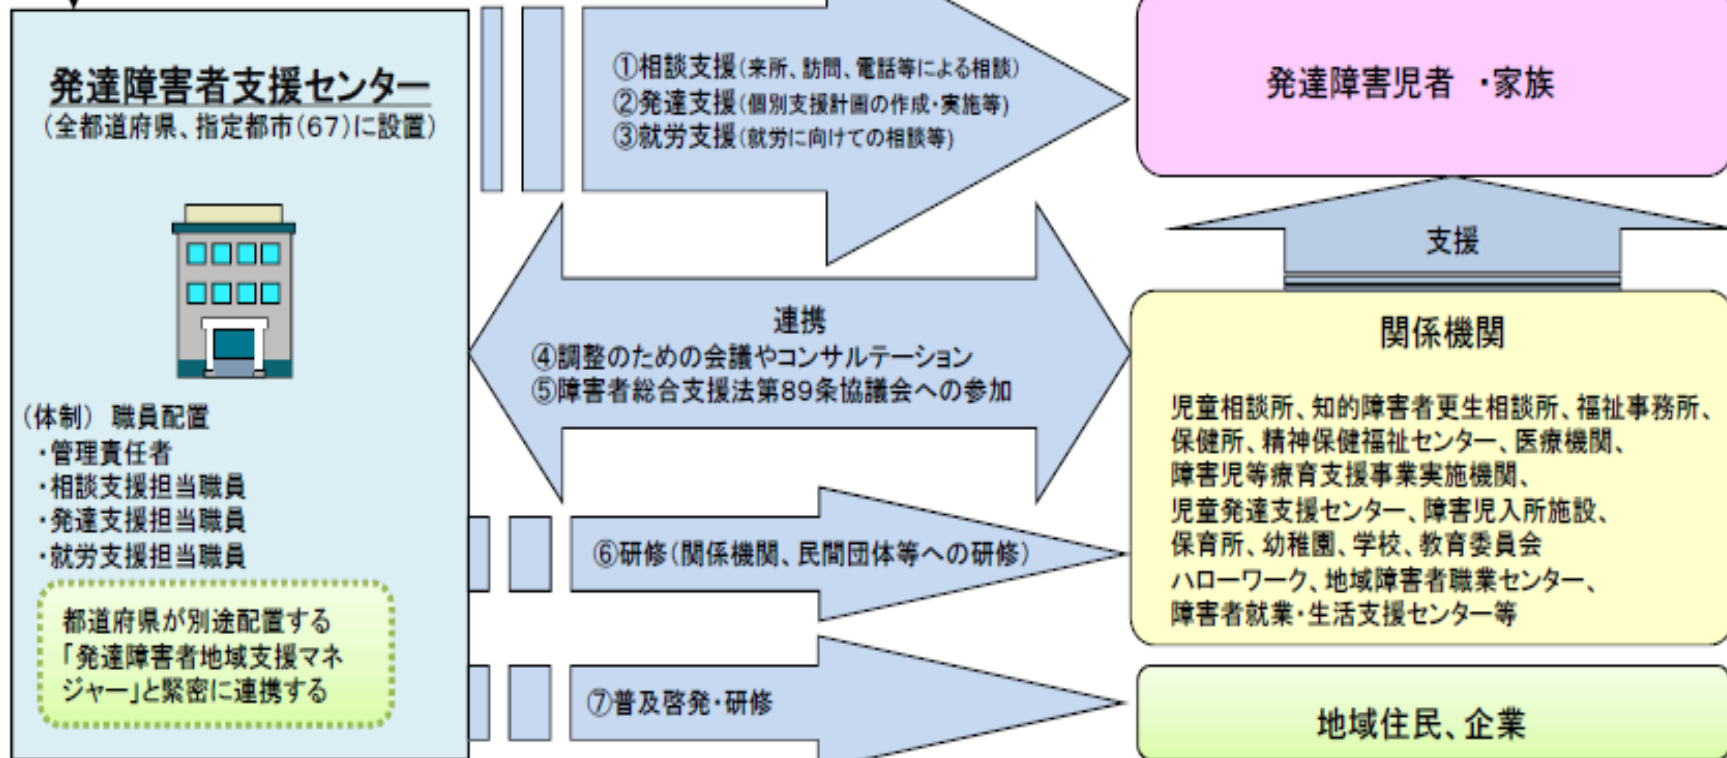 発達障害者支援センター
(全都道府県、指定都市(67)に設置)
(体制) 職員配置
・管理責任者
・相談支援担当職員
・発達支援担当職員
・就労支援担当職員
都道府県が別途配置する
「発達障害者地域支援マネ
ジャー」と緊密に連携する
①相談支援(来所、訪問、電話等による相談)
②発達支援(個別支援計画の作成・実施等)
③就労支援(就労に向けての相談等)
連携
④調整のための会議やコンサルテーション
⑤障害者総合支援法第89条協議会への参加
⑥研修(関係機関、民間団体等への研修)
⑦普及啓発・研修
発達障害児者 ・家族
支援
関係機関
児童相談所、知的障害者更生相談所、福祉事務所、
保健所、精神保健福祉センター、医療機関、
障害児等療育支援事業実施機関、
児童発達支援センター、障害児入所施設、
保育所、幼稚園、学校、教育委員会
ハローワーク、地域障害者職業センター、
障害者就業・生活支援センター等
地域住民、企業